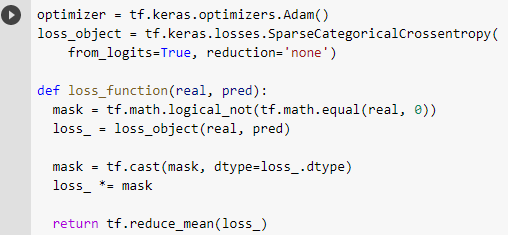 optimizer = tf.keras.optimizers.Adam()
loss_object = tf.keras.losses.SparseCategoricalCrossentropy(
    from_logits=True, reduction='none')

def loss_function(real, pred):
  mask = tf.math.logical_not(tf.math.equal(real, 0))
  loss_ = loss_object(real, pred)

  mask = tf.cast(mask, dtype=loss_.dtype)
  loss_ *= mask

  return tf.reduce_mean(loss_)